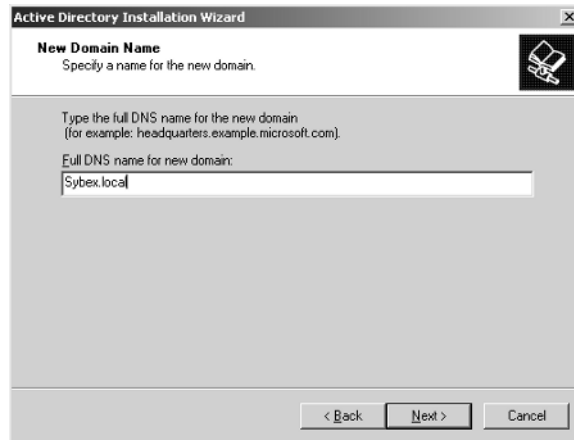 Active Directory Installation Wizard
New Domain Name
Specify a name for the new domain.
Type the full DNS name for the new domain
(for example: headquarters.example.microsoft.com).
Full DNS name for new domain:
Sybex.local
< Back
Next >
Cancel